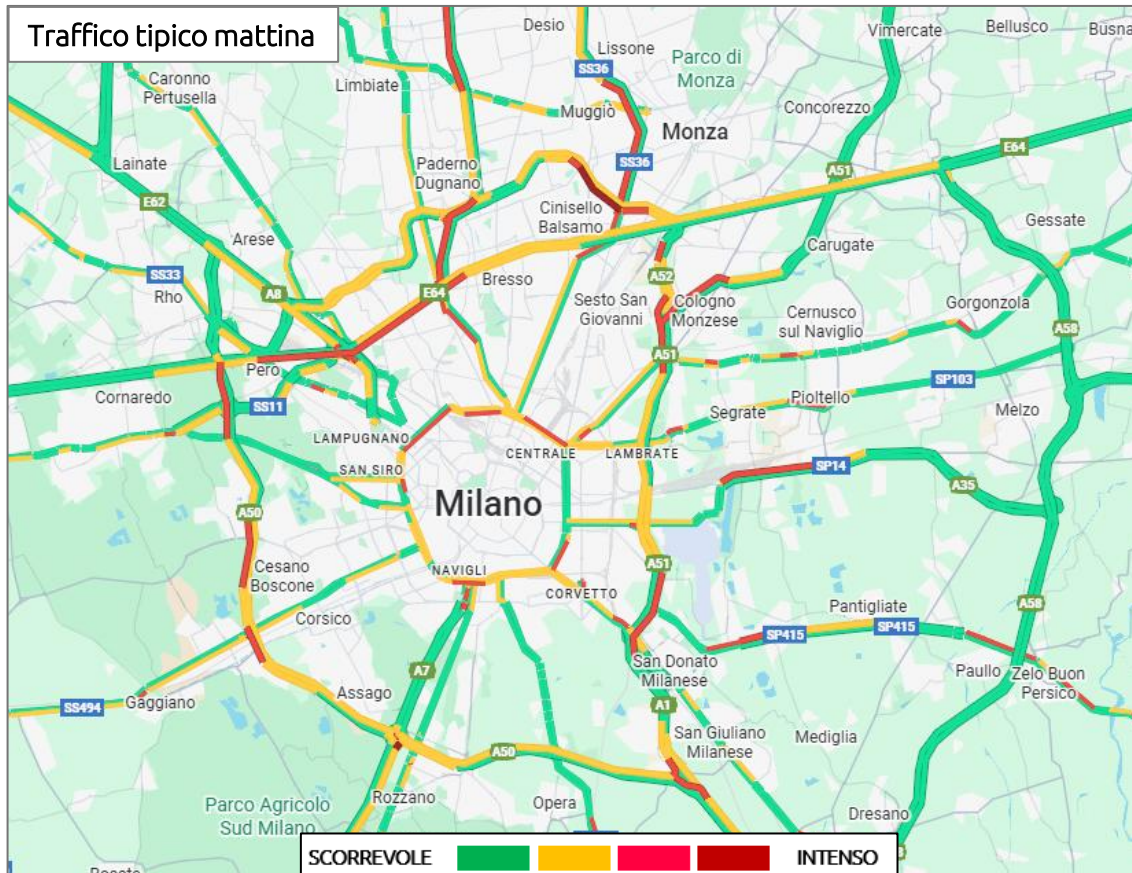 Traffico tipico mattina
Desio
Vimercate
Bellusco
Lissone
SS36
Parco di
Monza
Caronno
Pertusella
Limbiate
Muggiò
Concorezzo
Monza
E64
Lainate
Paderno
Dugnano
SS36
A51
E62
Cinisello
Balsamo
Gessate
Arese
Carugate
SS33
Rho
A8
E64
Bresso
A52
Sesto San
Giovanni
Cologno
Monzese
Cernusco
sul Naviglio
Gorgonzola
A58
Pero
A51
Cornaredo
SS11
SP103
Pioltello
Segrate
Melzo
LAMPUGNANO
CENTRALE
LAMBRATE
SAN SIRO
SP14
A35
Milano
A50
A51
Cesano
Boscone
NAVIGLI
CORVETTO
A58
Pantigliate
Corsico
SP415
SP415
A7
San Donato
Milanese
Paullo
Zelo Buon
Persico
Assago
Gaggiano
SS494
A1
San Giuliano
Milanese
Mediglia
A50
Parco Agricolo
Sud Milano
Rozzano
Opera
Dresano
SCORREVOLE
INTENSO